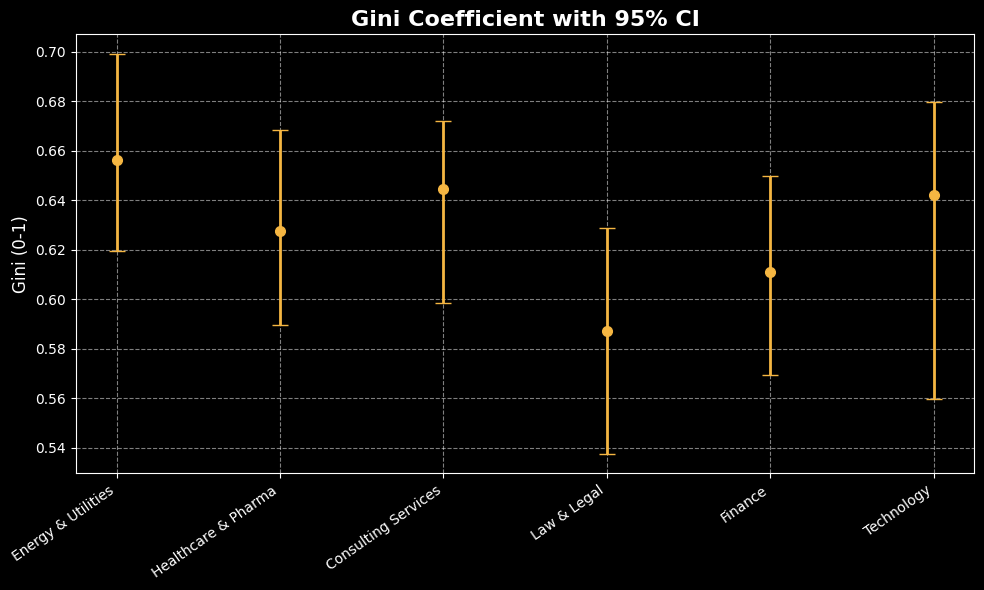 Gini Coefficient with 95% CI
Gini (0-1)
0.70
0.68
0.66
0.64
0.62
0.60
0.58
0.56
0.54
Energy & Utilities
Healthcare & Pharma
Consulting Services
Law & Legal
Finance
Technology